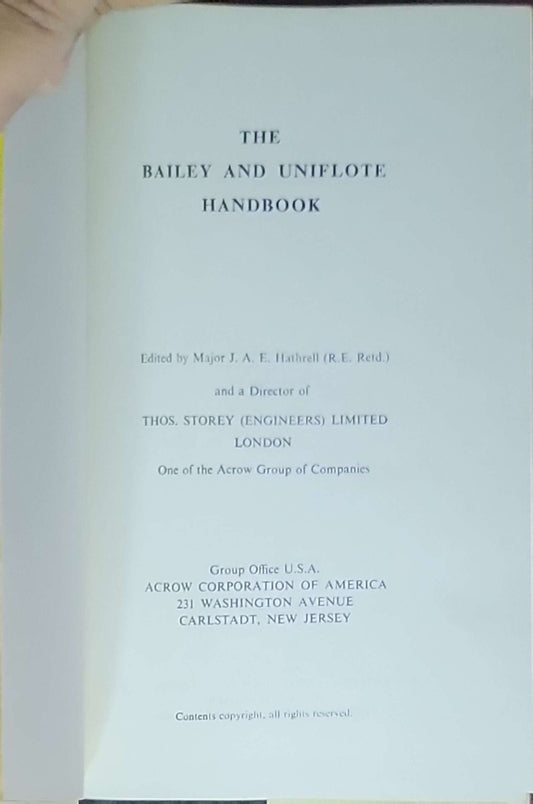 THE
BAILEY AND UNIFLOTE
HANDBOOK
Edited by Major J. A. E. Hathrell (R.E. Retd.)
and a Director of
THOS. STOREY (ENGINEERS) LIMITED
LONDON
One of the Acrow Group of Companies
Group Office U.S.A.
ACROW CORPORATION OF AMERICA
231 WASHINGTON AVENUE
CARLSTADT, NEW JERSEY
Contents copyright, all rights reserved.